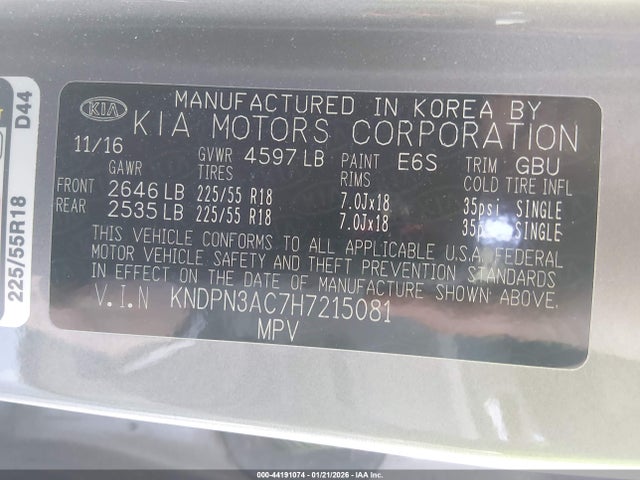 KIA
MANUFACTURED IN KOREA BY
KIA MOTORS CORPORATION
11/16 GVWR 4597 LB PAINT E6S TRIM GBU
GAWR TIRES RIMS COLD TIRE INFL
FRONT 2646 LB 225/55 R18 7.0Jx18 35psi SINGLE
REAR 2535 LB 225/55 R18 7.0Jx18 35psi SINGLE
THIS VEHICLE CONFORMS TO ALL APPLICABLE U.S.A. FEDERAL
MOTOR VEHICLE SAFETY AND THEFT PREVENTION STANDARDS
IN EFFECT ON THE DATE OF MANUFACTURE SHOWN ABOVE.
V.I.N KNDPN3AC7H7215081
MPV
225/55R18 D44
000-44191074 - 01/21/2026 - IAA Inc.